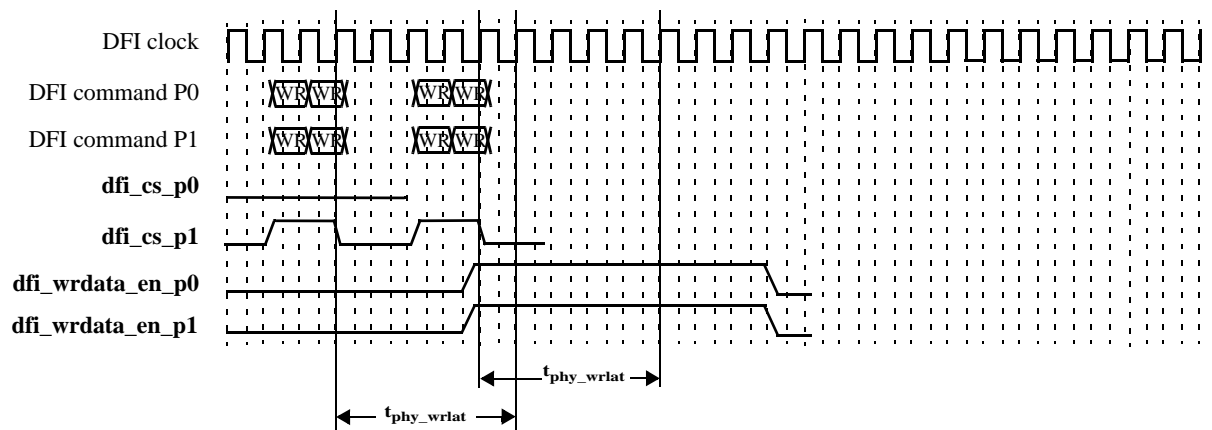 DFI clock
DFI command P0 WR WR WR WR
DFI command P1 WR WR WR WR
dfi_cs_p0
dfi_cs_p1
dfi_wrdata_en_p0
dfi_wrdata_en_p1
tphy_wrlat
tphy_wrlat